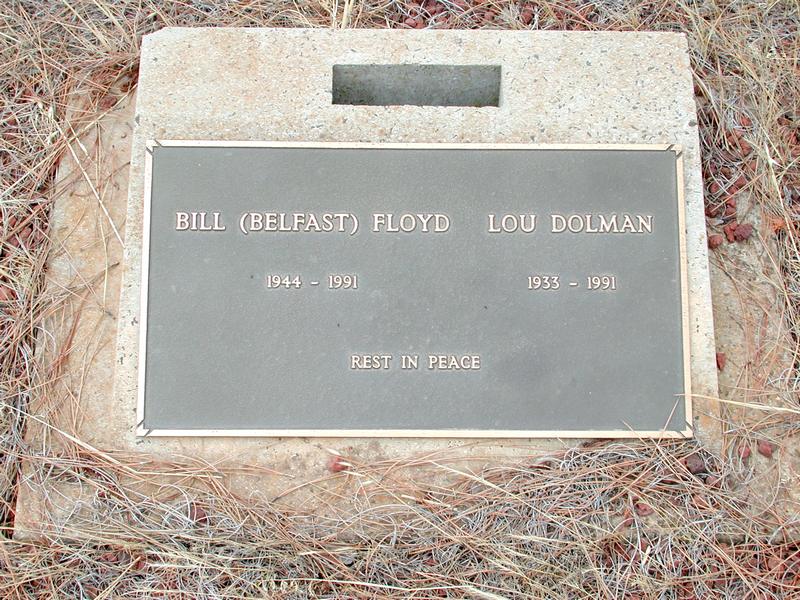 BILL (BELFAST) FLOYD LOU DOLMAN
1944 - 1991 1933 - 1991
REST IN PEACE